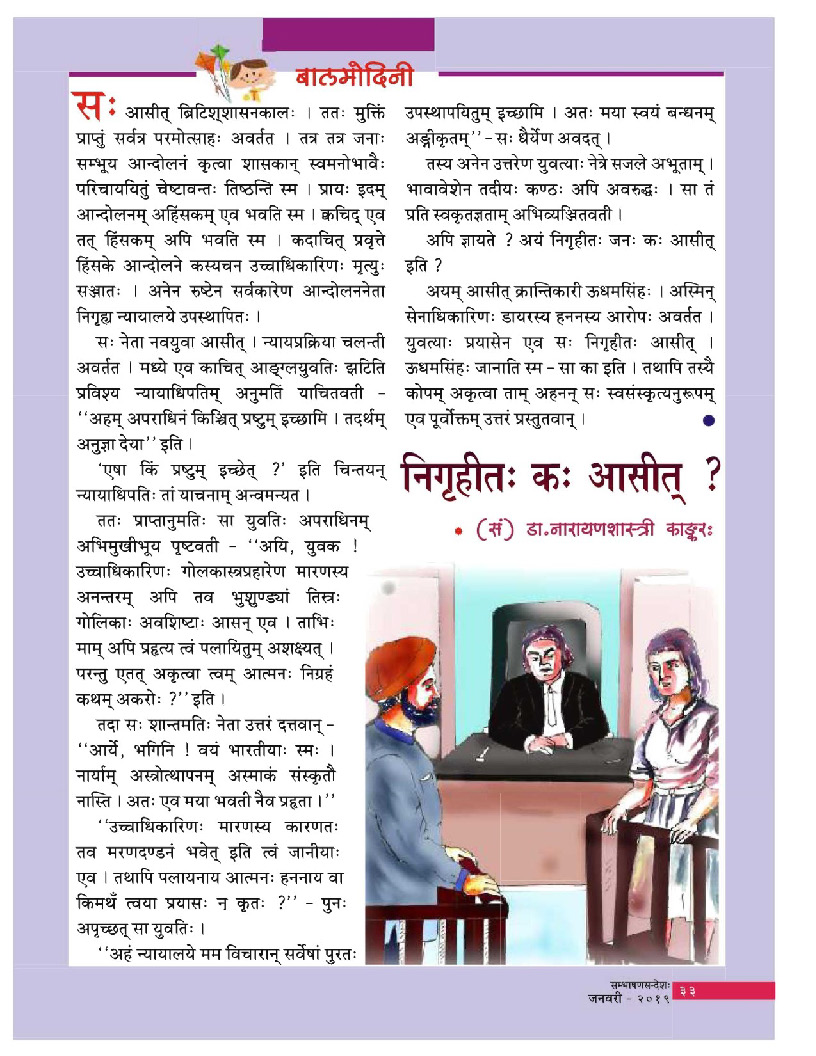 बालमोदिनी
सः आसीत् ब्रिटिश्शासनकालः । ततः मुक्तिं
प्राप्तुं सर्वत्र परमोत्साहः अवर्तत । तत्र तत्र जनाः
सम्भूय आन्दोलनं कृत्वा शासकान् स्वमनोभावैः
परिचाययितुं चेष्टावन्तः तिष्ठन्ति स्म । प्रायः इदम्
आन्दोलनम् अहिंसकम् एव भवति स्म । क्वचिद् एव
तत् हिंसकम् अपि भवति स्म । कदाचित् प्रवृत्ते
हिंसके आन्दोलने कस्यचन उच्चाधिकारिणः मृत्युः
सञ्जातः । अनेन रुष्टेन सर्वकारेण आन्दोलननेता
निगृह्य न्यायालये उपस्थापितः ।
सः नेता नवयुवा आसीत् । न्यायप्रक्रिया चलन्ती
अवर्तत । मध्ये एव काचित् आङ्ग्लयुवतिः झटिति
प्रविश्य न्यायाधिपतिम् अनुमतिं याचितवती -
‘‘अहम् अपराधिनं किञ्चित् प्रष्टुम् इच्छामि । तदर्थम्
अनुज्ञा देया’’ इति ।
‘एषा किं प्रष्टुम् इच्छेत् ?’ इति चिन्तयन्
न्यायाधिपतिः तां याचनाम् अन्वमन्यत ।
ततः प्राप्तानुमतिः सा युवतिः अपराधिनम्
अभिमुखीभूय पृष्टवती - ‘‘अयि, युवक !
उच्चाधिकारिणः गोलकास्त्रप्रहारेण मारणस्य
अनन्तरम् अपि तव भुशुण्ड्यां तिस्रः
गोलिकाः अवशिष्टाः आसन् एव । ताभिः
माम् अपि प्रहृत्य त्वं पलायितुम् अशक्ष्यत् ।
परन्तु एतत् अकृत्वा त्वम् आत्मनः निग्रहं
कथम् अकरोः ?’’ इति ।
तदा सः शान्तमतिः नेता उत्तरं दत्तवान् -
‘‘आर्ये, भगिनि ! वयं भारतीयाः स्मः ।
नार्याम् अस्त्रोत्थापनम् अस्माकं संस्कृतौ
नास्ति । अतः एव मया भवती नैव प्रहृता ।’’
‘‘उच्चाधिकारिणः मारणस्य कारणतः
तव मरणदण्डनं भवेत् इति त्वं जानीयाः
एव । तथापि पलायनाय आत्मनः हननाय वा
किमर्थं त्वया प्रयासः न कृतः ?’’ - पुनः
अपृच्छत् सा युवतिः ।
‘‘अहं न्यायालये मम विचारान् सर्वेषां पुरतः
उपस्थापयितुम् इच्छामि । अतः मया स्वयं बन्धनम्
अङ्गीकृतम्’’ - सः धैर्येण अवदत् ।
तस्य अनेन उत्तरेण युवत्याः नेत्रे सजले अभूताम् ।
भावावेशेन तदीयः कण्ठः अपि अवरुद्धः । सा तं
प्रति स्वकृतज्ञताम् अभिव्यञ्जितवती ।
अपि ज्ञायते ? अयं निगृहीतः जनः कः आसीत्
इति ?
अयम् आसीत् क्रान्तिकारी ऊधमसिंहः । अस्मिन्
सेनाधिकारिणः डायरस्य हननस्य आरोपः अवर्तत ।
युवत्याः प्रयासेन एव सः निगृहीतः आसीत् ।
ऊधमसिंहः जानाति स्म - सा का इति । तथापि तस्यै
कोपम् अकृत्वा ताम् अहनन् सः स्वसंस्कृत्यनुरूपम्
एव पूर्वोक्तम् उत्तरं प्रस्तुतवान् ।
निगृहीतः कः आसीत् ?
• (सं) डा.नारायणशास्त्री काङ्करः
सम्भाषणसन्देशः
जनवरी - २०१९ ३३